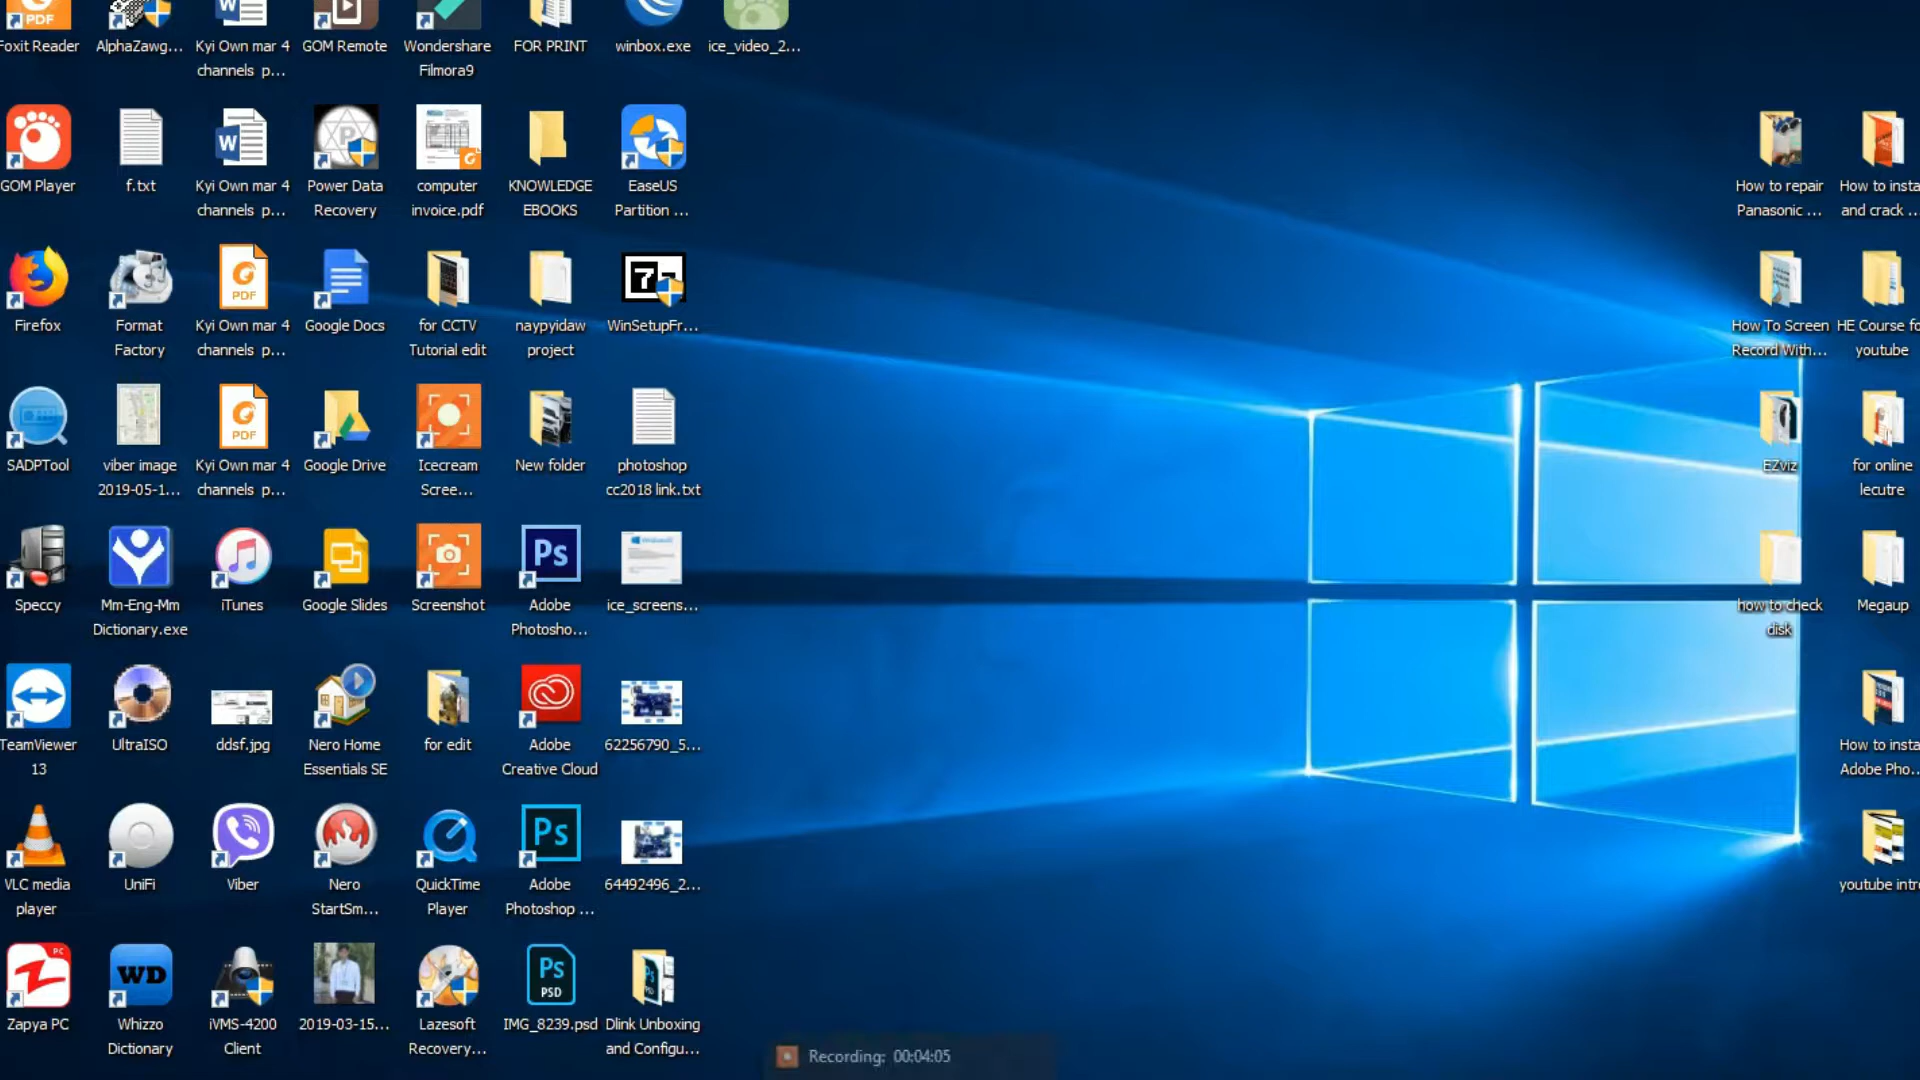 Foxit Reader
AlphaZawg...
Kyi Own mar 4
channels p...
GOM Remote
Wondershare
Filmora9
FOR PRINT
winbox.exe
ice_video_2...
GOM Player
f.txt
Kyi Own mar 4
channels p...
Power Data
Recovery
computer
invoice.pdf
KNOWLEDGE
EBOOKS
EaseUS
Partition ...
How to repair
Panasonic ...
How to insta
and crack ...
Firefox
Format
Factory
Kyi Own mar 4
channels p...
Google Docs
for CCTV
Tutorial edit
naypyidaw
project
WinSetupFr...
How To Screen
Record With...
HE Course fo
youtube
SADPTool
viber image
2019-05-1...
Kyi Own mar 4
channels p...
Google Drive
Icecream
Scree...
New folder
photoshop
cc2018 link.txt
EZviz
for online
lecutre
Speccy
Mm-Eng-Mm
Dictionary.exe
iTunes
Google Slides
Screenshot
Adobe
Photosho...
ice_screens...
how to check
disk
Megaup
TeamViewer
13
UltraISO
ddsf.jpg
Nero Home
Essentials SE
for edit
Adobe
Creative Cloud
62256790_5...
How to insta
Adobe Pho...
VLC media
player
UniFi
Viber
Nero
StartSm...
QuickTime
Player
Adobe
Photoshop ...
64492496_2...
youtube intr
Zapya PC
Whizzo
Dictionary
iVMS-4200
Client
2019-03-15...
Lazesoft
Recovery...
IMG_8239.psd
Dlink Unboxing
and Configu...
Recording: 00:04:05